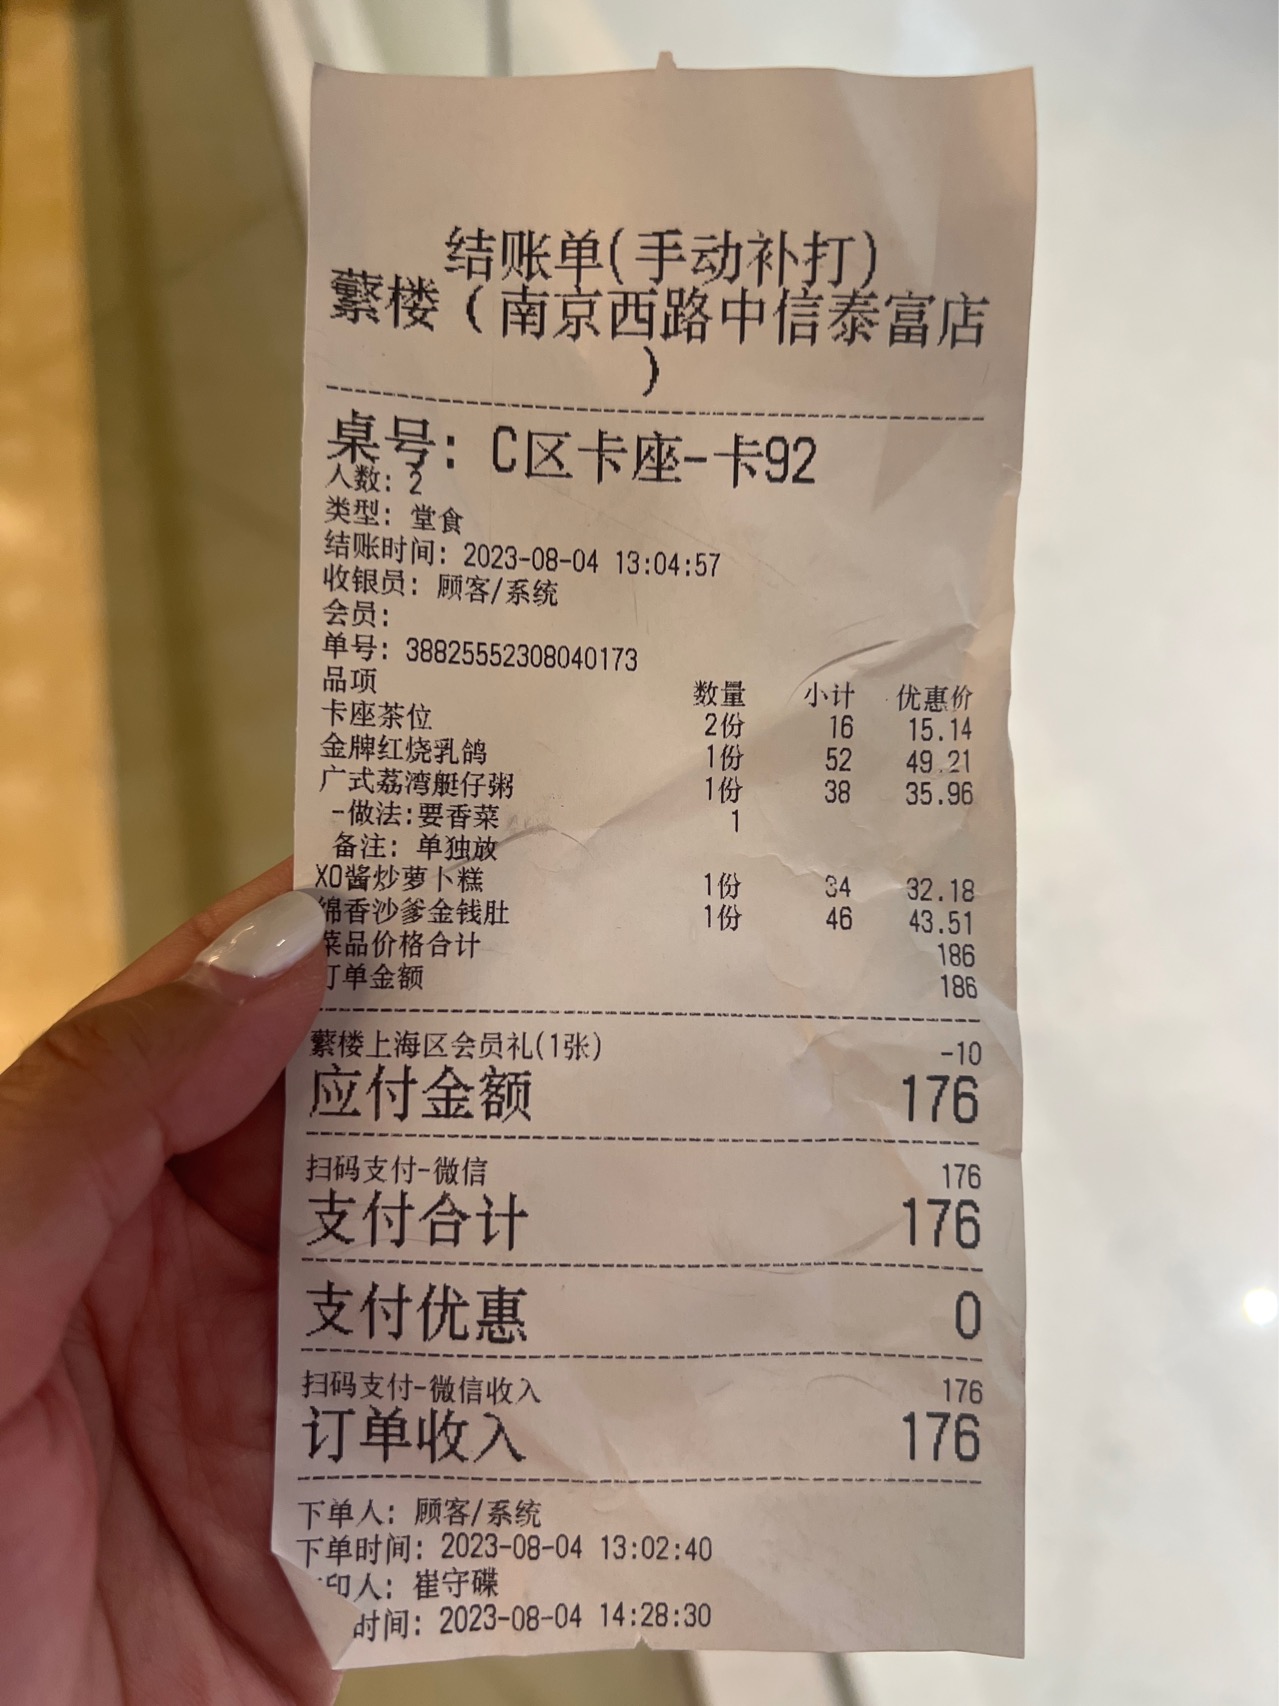 结账单(手动补打)
蘩楼（南京西路中信泰富店
）
桌号: C区卡座-卡92
人数: 2
类型: 堂食
结账时间: 2023-08-04 13:04:57
收银员: 顾客/系统
会员:
单号: 38825552308040173
品项 数量 小计 优惠价
卡座茶位 2份 16 15.14
金牌红烧乳鸽 1份 52 49.21
广式荔湾艇仔粥 1份 38 35.96
-做法:要香菜 1
备注: 单独放
XO酱炒萝卜糕 1份 34 32.18
绵香沙爹金钱肚 1份 46 43.51
菜品价格合计 186
订单金额 186
蘩楼上海区会员礼(1张) -10
应付金额 176
扫码支付-微信 176
支付合计 176
支付优惠 0
扫码支付-微信收入 176
订单收入 176
下单人: 顾客/系统
下单时间: 2023-08-04 13:02:40
印人: 崔守碟
时间: 2023-08-04 14:28:30